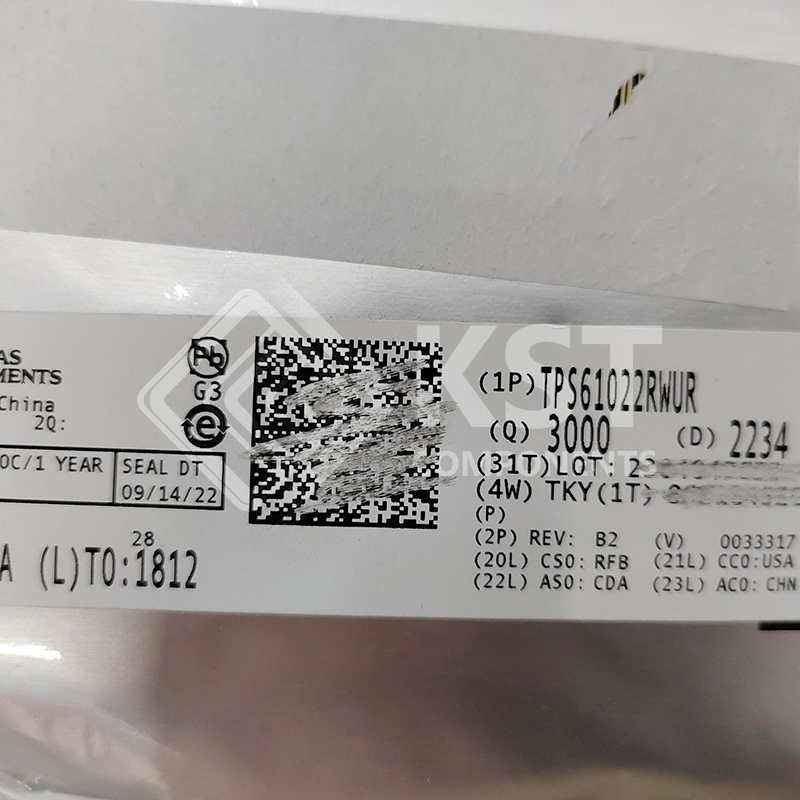 AS
MENTS
China
2Q:
Pb
G3
e
0C/1 YEAR
SEAL DT
09/14/22
28
A (L)TO:1812
(1P) TPS61022RWUR
(Q) 3000 (D) 2234
(31T)LOT:
(4W) TKY(1T)
(P)
(2P) REV: B2 (V) 0033317
(20L) CSO: RFB (21L) CCO:USA
(22L) ASO: CDA (23L) ACO: CHN
KST
COMPONENTS